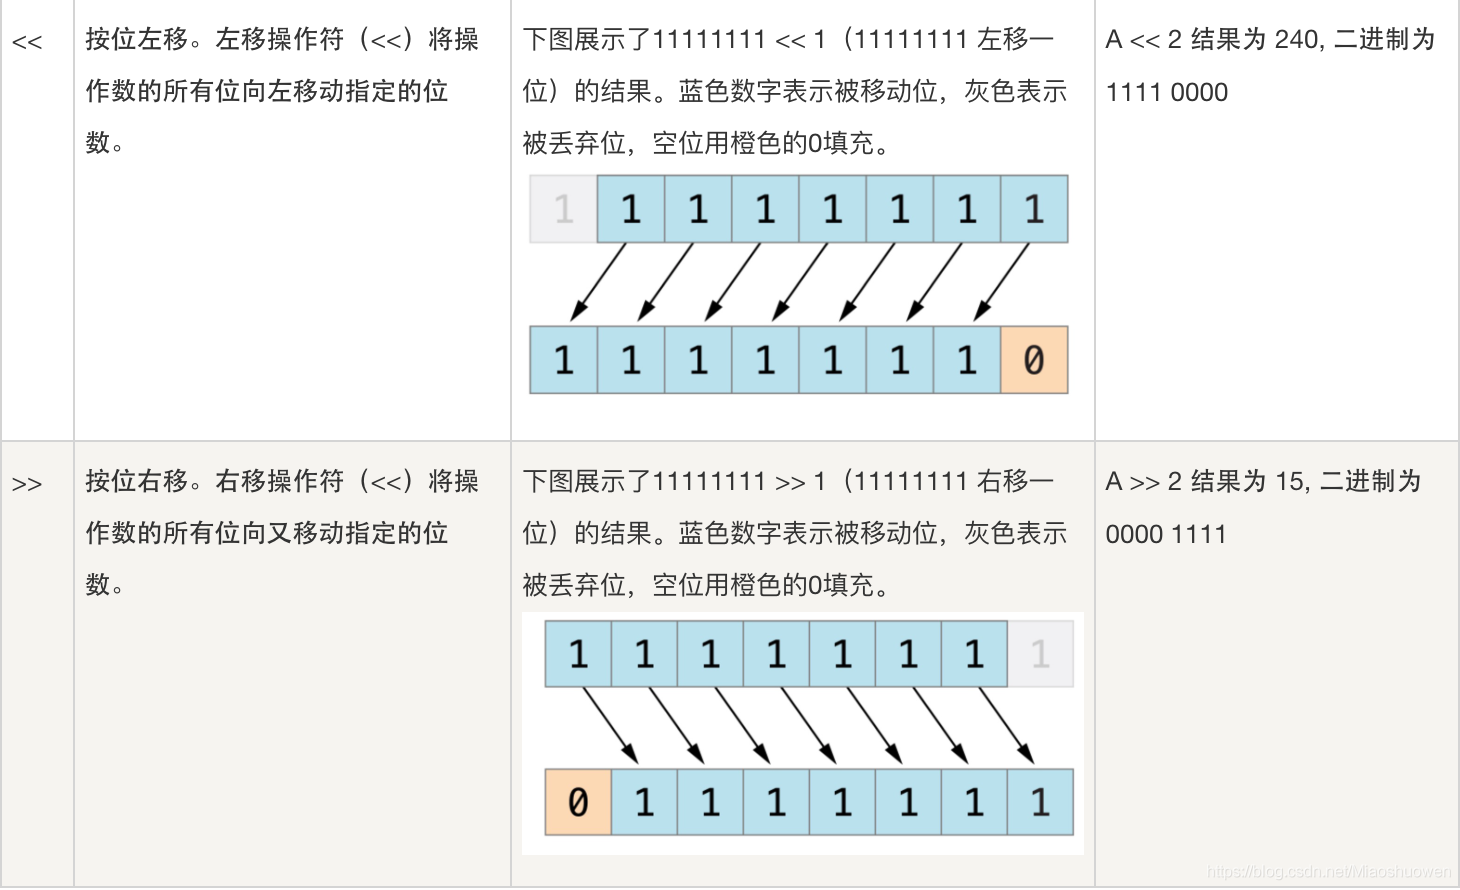 <<
按位左移。左移操作符（<<）将操
作数的所有位向左移动指定的位
数。
下图展示了11111111 << 1（11111111 左移一
位）的结果。蓝色数字表示被移动位，灰色表示
被丢弃位，空位用橙色的0填充。
1 1 1 1 1 1 1 1
1 1 1 1 1 1 1 0
A << 2 结果为 240, 二进制为
1111 0000
>>
按位右移。右移操作符（<<）将操
作数的所有位向又移动指定的位
数。
下图展示了11111111 >> 1（11111111 右移一
位）的结果。蓝色数字表示被移动位，灰色表示
被丢弃位，空位用橙色的0填充。
1 1 1 1 1 1 1 1
0 1 1 1 1 1 1 1
A >> 2 结果为 15, 二进制为
0000 1111
https://blog.csdn.net/Miaoshuowen